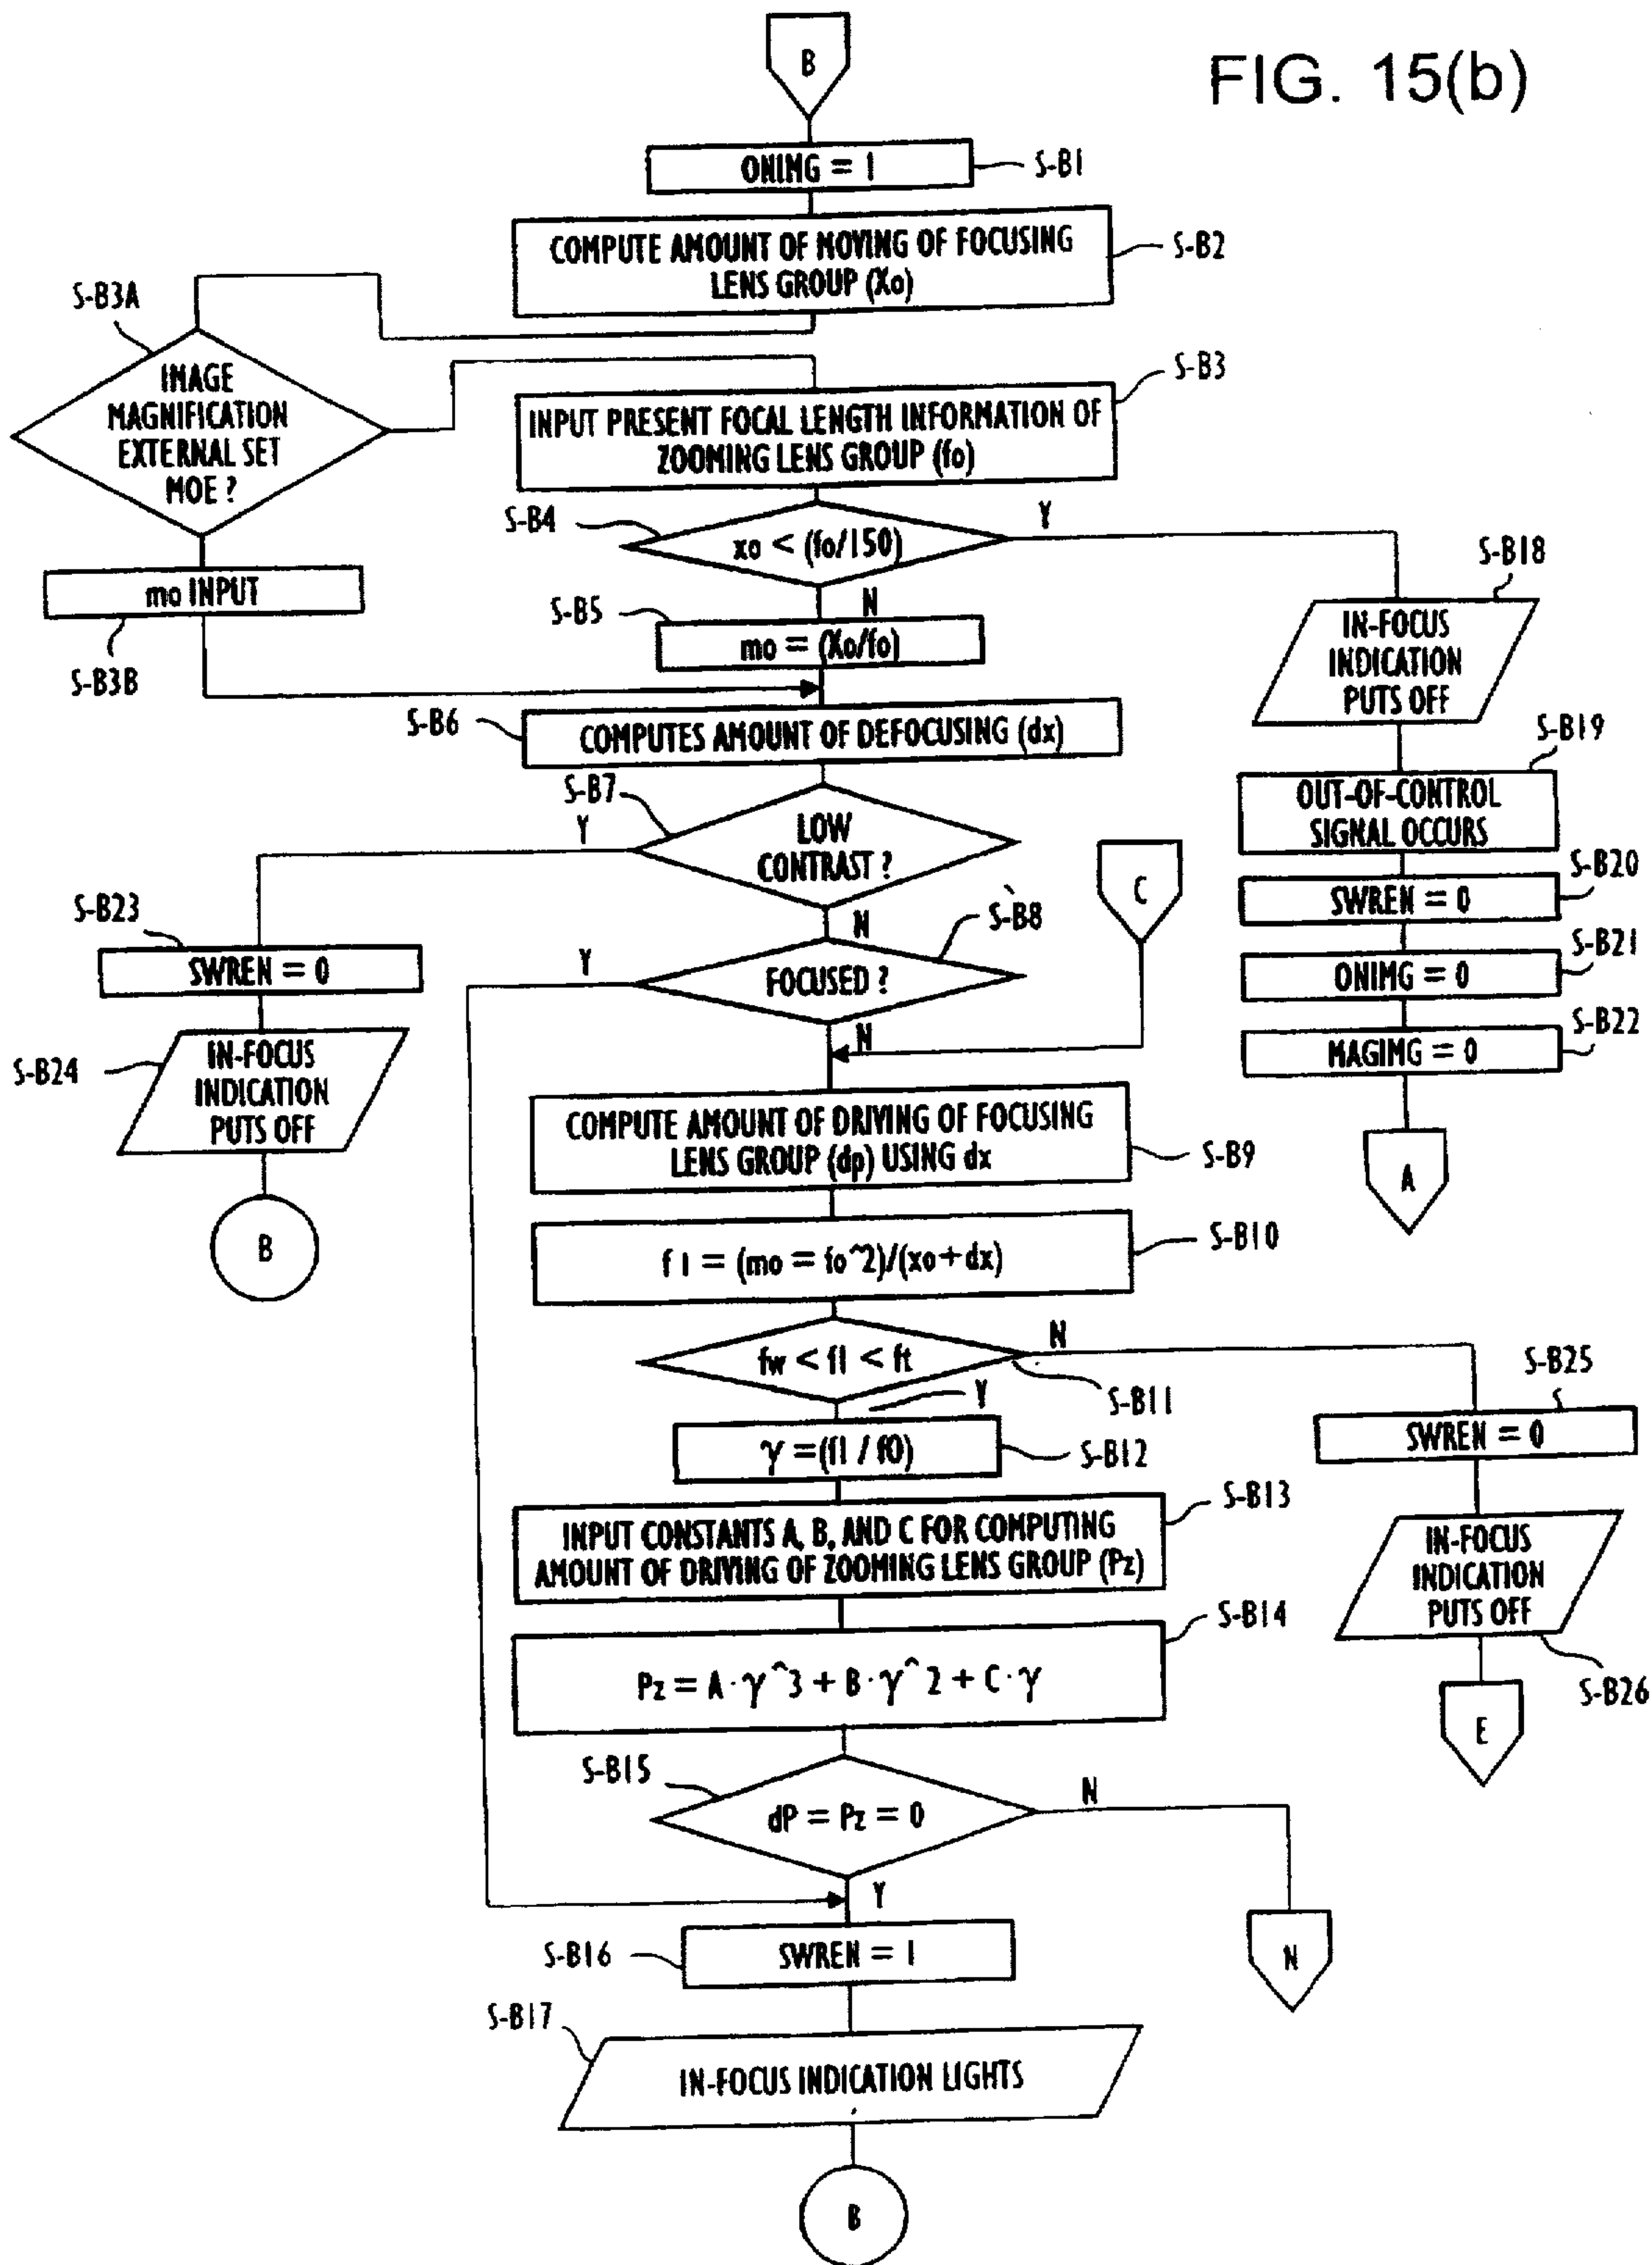 FIG. 15(b)
B
ONIMG = 1
S-B1
COMPUTE AMOUNT OF MOVING OF FOCUSING
LENS GROUP (Xo)
S-B2
S-B3A
IMAGE
MAGNIFICATION
EXTERNAL SET
MOE ?
S-B3
INPUT PRESENT FOCAL LENGTH INFORMATION OF
ZOOMING LENS GROUP (fo)
S-B4
xo < (fo/150)
Y
N
mo INPUT
S-B3B
S-B5
mo = (Xo/fo)
S-B18
IN-FOCUS
INDICATION
PUTS OFF
S-B6
COMPUTES AMOUNT OF DEFOCUSING (dx)
S-B19
OUT-OF-CONTROL
SIGNAL OCCURS
S-B7
Y
LOW
CONTRAST ?
N
C
S-B20
SWREN = 0
S-B23
SWREN = 0
S-B8
Y
FOCUSED ?
N
S-B21
ONIMG = 0
S-B22
MAGIMG = 0
S-B24
IN-FOCUS
INDICATION
PUTS OFF
B
A
COMPUTE AMOUNT OF DRIVING OF FOCUSING
LENS GROUP (dp) USING dx
S-B9
f1 = (mo = fo^2)/(xo+dx)
S-B10
fw < f1 < ft
N
S-B11
Y
S-B25
SWREN = 0
γ =(f1 / f0)
S-B12
S-B13
INPUT CONSTANTS A, B, AND C FOR COMPUTING
AMOUNT OF DRIVING OF ZOOMING LENS GROUP (Pz)
IN-FOCUS
INDICATION
PUTS OFF
S-B26
E
S-B14
Pz = A·γ^3 + B·γ^2 + C·γ
S-B15
dP = Pz = 0
N
Y
N
S-B16
SWREN = 1
S-B17
IN-FOCUS INDICATION LIGHTS
B